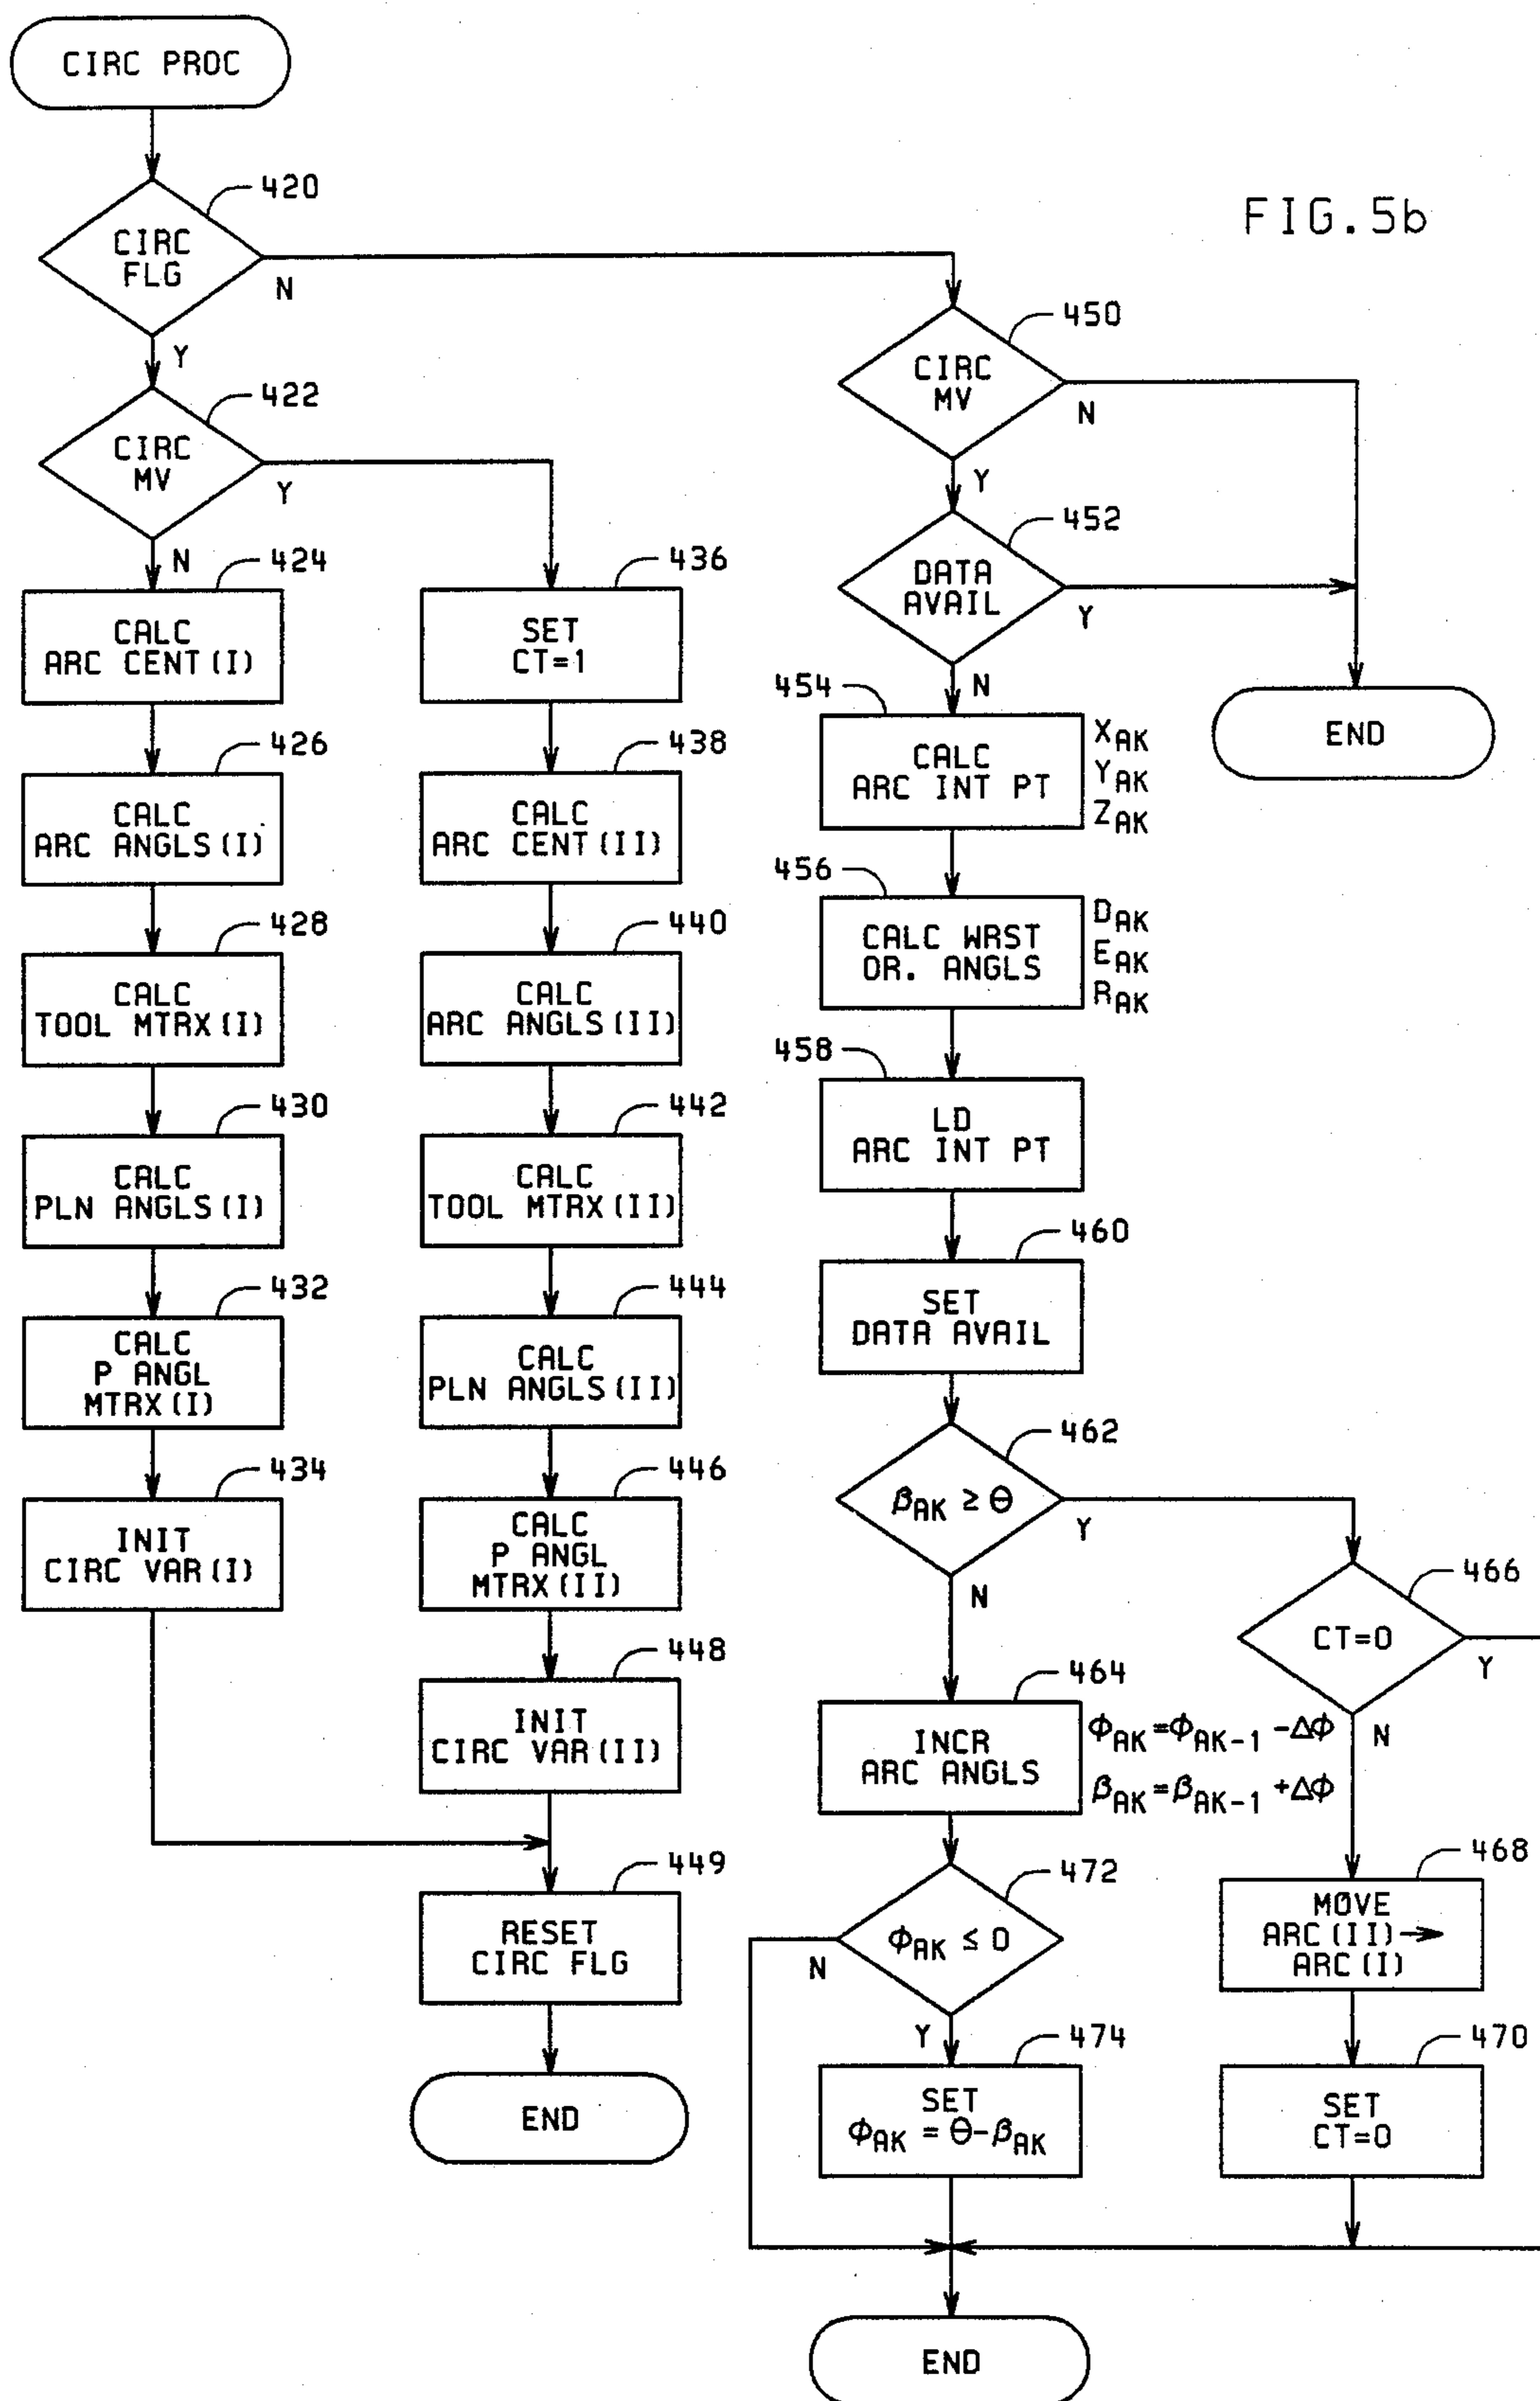 CIRC PROC
FIG.5b
420
CIRC
FLG
N
Y
422
CIRC
MV
Y
N
424
CALC
ARC CENT(I)
426
CALC
ARC ANGLS(I)
428
CALC
TOOL MTRX(I)
430
CALC
PLN ANGLS(I)
432
CALC
P ANGL
MTRX(I)
434
INIT
CIRC VAR(I)
436
SET
CT=1
438
CALC
ARC CENT(II)
440
CALC
ARC ANGLS(II)
442
CALC
TOOL MTRX(II)
444
CALC
PLN ANGLS(II)
446
CALC
P ANGL
MTRX(II)
448
INIT
CIRC VAR(II)
449
RESET
CIRC FLG
END
450
CIRC
MV
N
Y
452
DATA
AVAIL
Y
N
END
454
CALC
ARC INT PT
XAK
YAK
ZAK
456
CALC WRST
OR. ANGLS
DAK
EAK
RAK
458
LD
ARC INT PT
460
SET
DATA AVAIL
462
βAK ≥ Θ
Y
N
464
INCR
ARC ANGLS
ΦAK=ΦAK-1 -ΔΦ
βAK=βAK-1 +ΔΦ
466
CT=0
Y
N
468
MOVE
ARC(II)→
ARC(I)
470
SET
CT=0
472
ΦAK ≤ 0
N
Y
474
SET
ΦAK = Θ-βAK
END